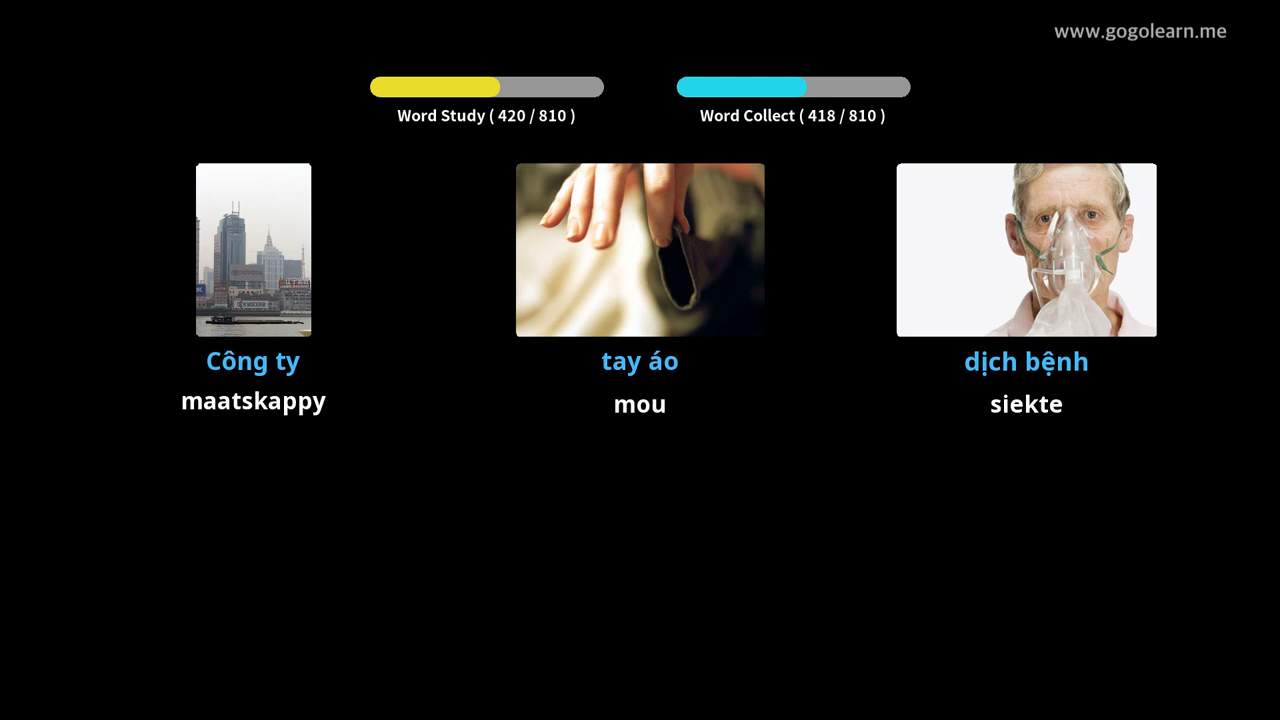 www.gogolearn.me
Word Study ( 420 / 810 )
Word Collect ( 418 / 810 )
TOYOTA
Công ty
tay áo
dịch bệnh
maatskappy
mou
siekte